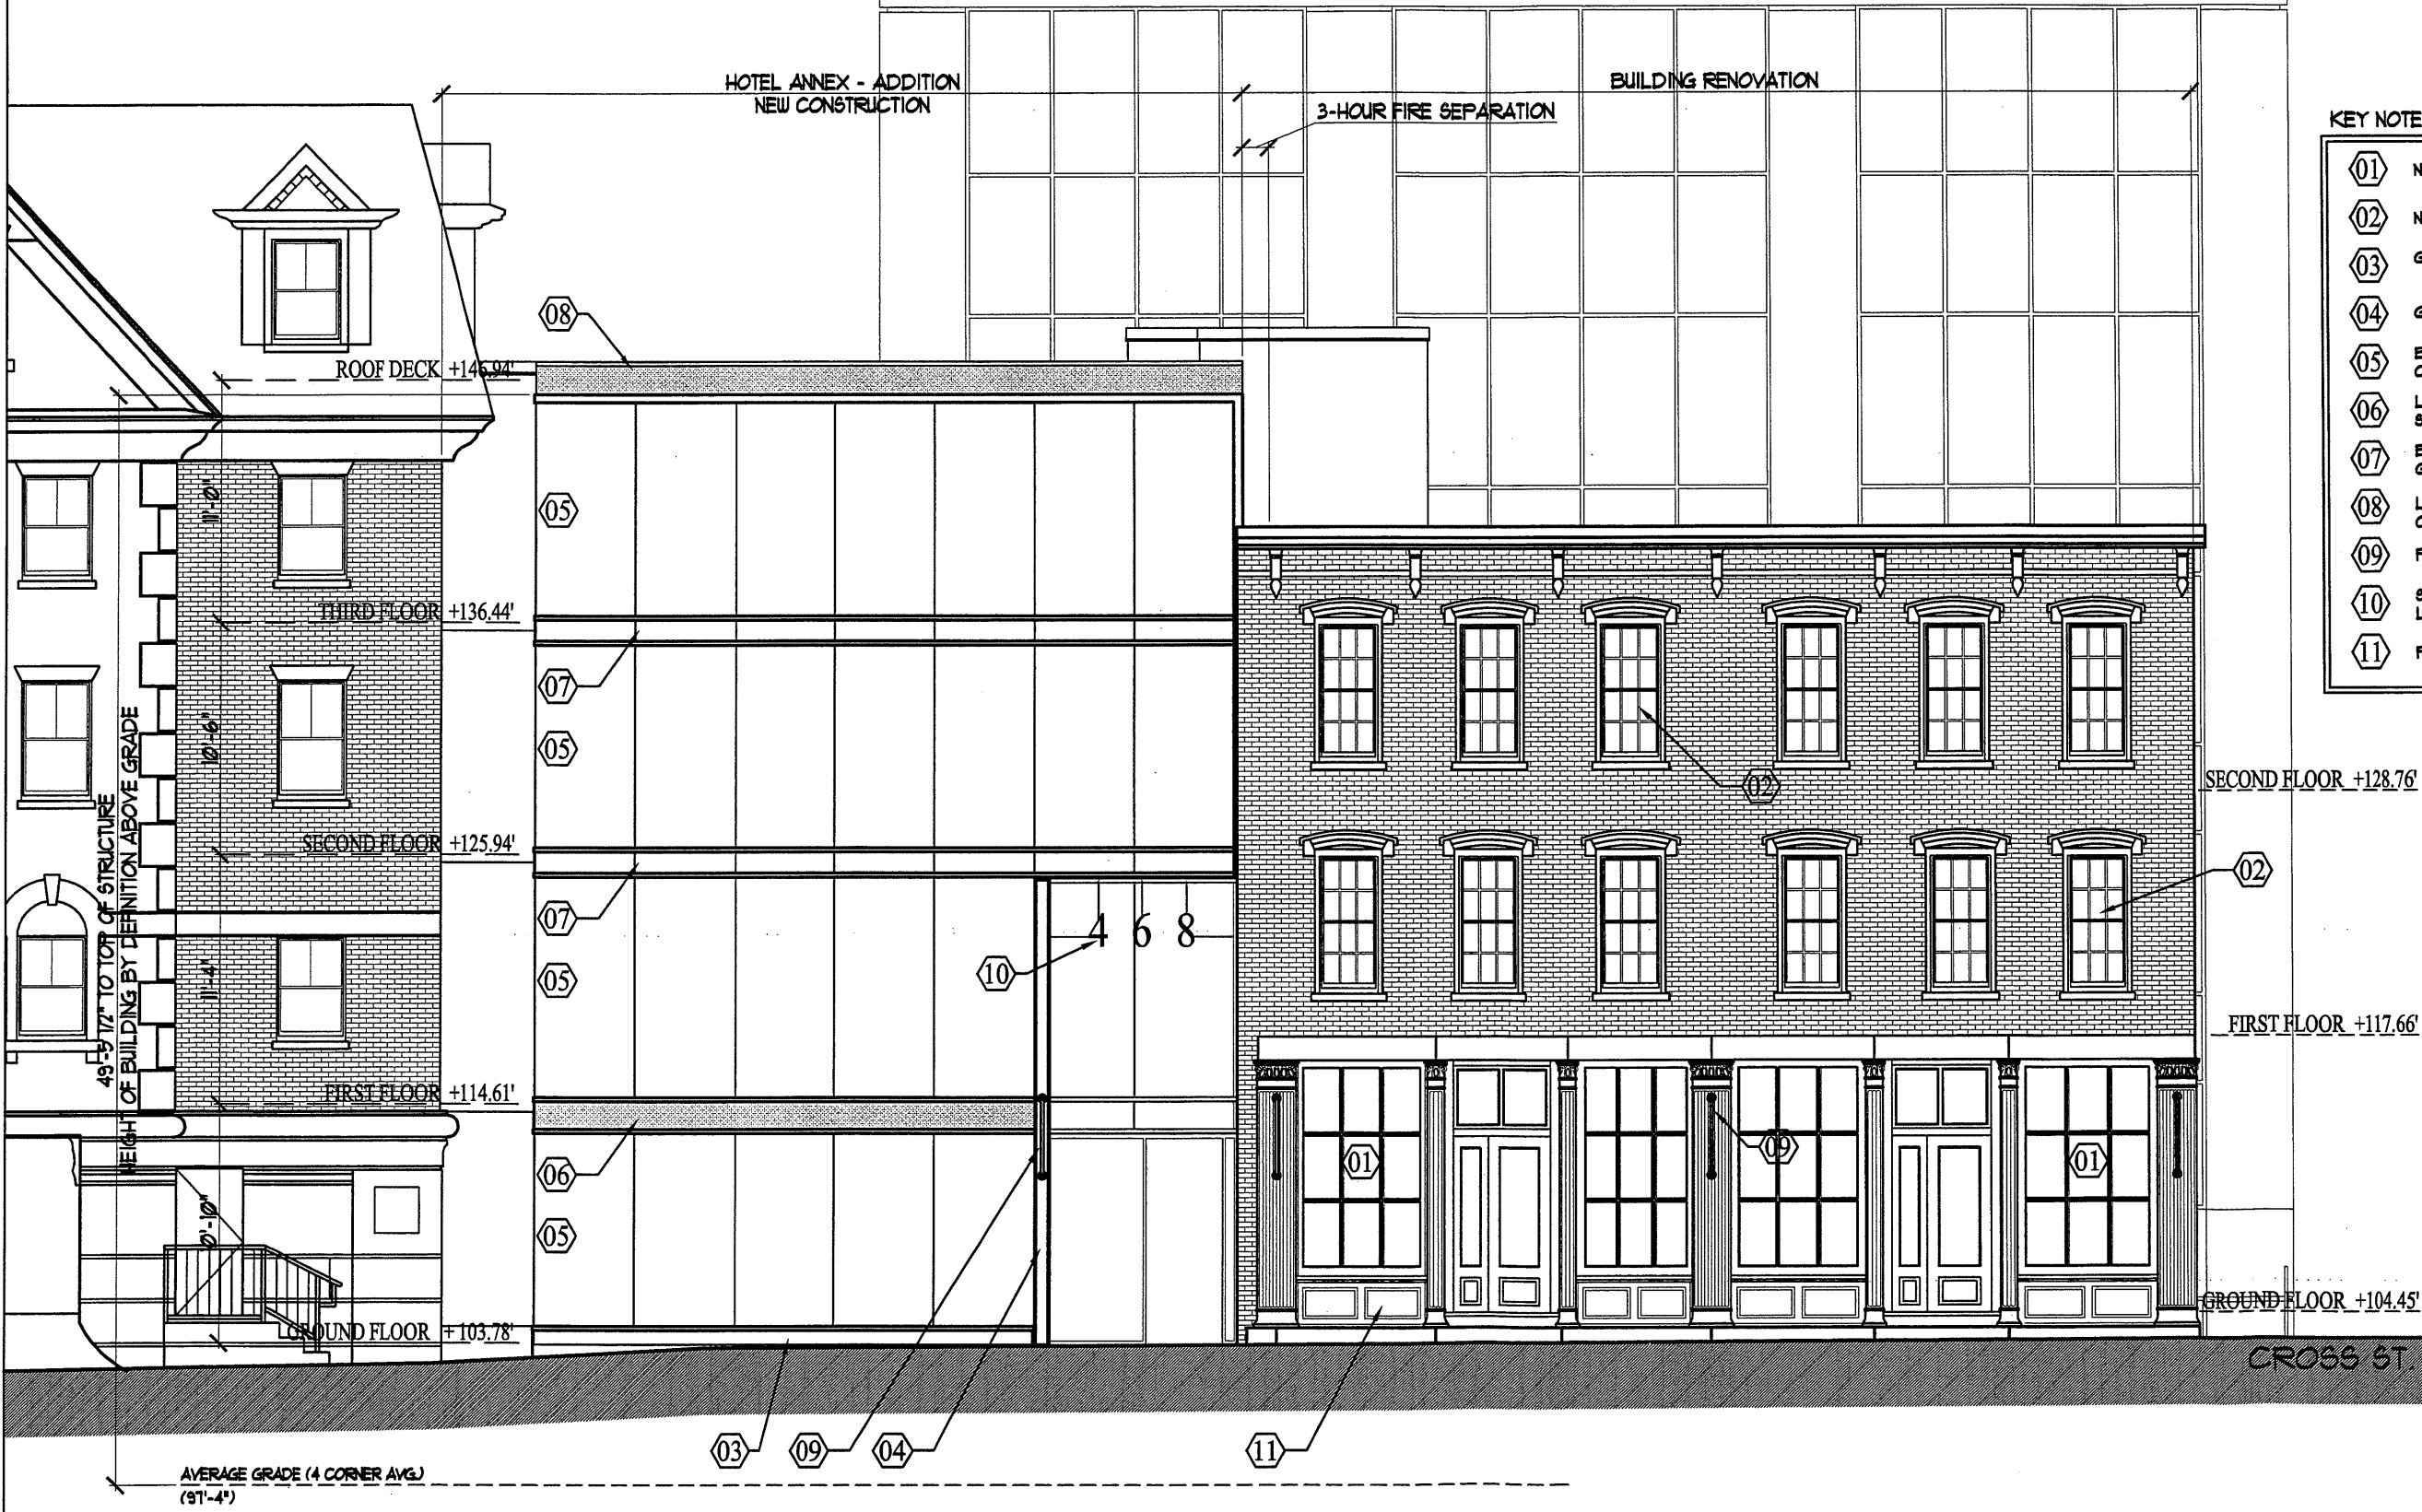 HOTEL ANNEX - ADDITION
NEW CONSTRUCTION
BUILDING RENOVATION
3-HOUR FIRE SEPARATION
KEY NOTE
01 N
02 N
03 G
04 G
05
06 L
S
07
G
08 L
09 F
10 S
L
11 F
08
ROOF DECK +146.94'
05
11'-0"
THIRD FLOOR +136.44'
07
10'-6"
05
02
SECOND FLOOR +128.76'
49'-5 1/2" TO TOP OF STRUCTURE
HEIGHT OF BUILDING BY DEFINITION ABOVE GRADE
SECOND FLOOR +125.94'
02
07
4 6 8
10
05
11'-4"
FIRST FLOOR +117.66'
FIRST FLOOR +114.61'
06
01
09
01
0'-10"
05
GROUND FLOOR +104.45'
GROUND FLOOR +103.78'
CROSS ST.
03
09
04
11
AVERAGE GRADE (4 CORNER AVG.)
(97'-4")